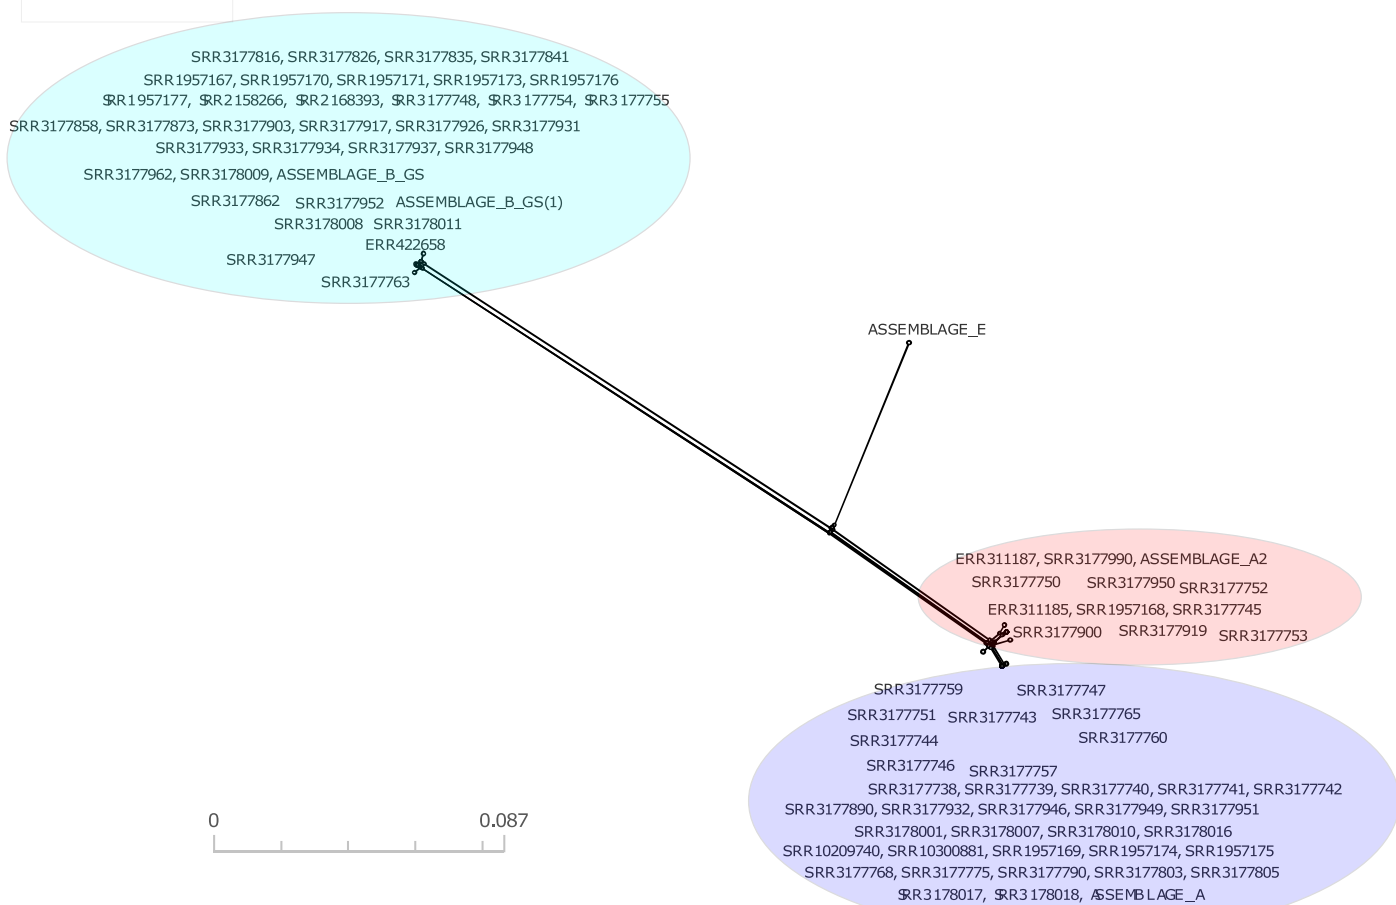 SRR3177816, SRR3177826, SRR3177835, SRR3177841
SRR1957167, SRR1957170, SRR1957171, SRR1957173, SRR1957176
SRR1957177, SRR2158266, SRR2168393, SRR3177748, SRR3177754, SRR3177755
SRR3177858, SRR3177873, SRR3177903, SRR3177917, SRR3177926, SRR3177931
SRR3177933, SRR3177934, SRR3177937, SRR3177948
SRR3177962, SRR3178009, ASSEMBLAGE_B_GS
SRR3177862 SRR3177952 ASSEMBLAGE_B_GS(1)
SRR3178008 SRR3178011
ERR422658
SRR3177947
SRR3177763
ASSEMBLAGE_E
ERR311187, SRR3177990, ASSEMBLAGE_A2
SRR3177750 SRR3177950 SRR3177752
ERR311185, SRR1957168, SRR3177745
SRR3177900 SRR3177919 SRR3177753
SRR3177759 SRR3177747
SRR3177751 SRR3177743 SRR3177765
SRR3177744 SRR3177760
SRR3177746 SRR3177757
SRR3177738, SRR3177739, SRR3177740, SRR3177741, SRR3177742
SRR3177890, SRR3177932, SRR3177946, SRR3177949, SRR3177951
SRR3178001, SRR3178007, SRR3178010, SRR3178016
SRR10209740, SRR10300881, SRR1957169, SRR1957174, SRR1957175
SRR3177768, SRR3177775, SRR3177790, SRR3177803, SRR3177805
SRR3178017, SRR3178018, ASSEMBLAGE_A
0 0.087